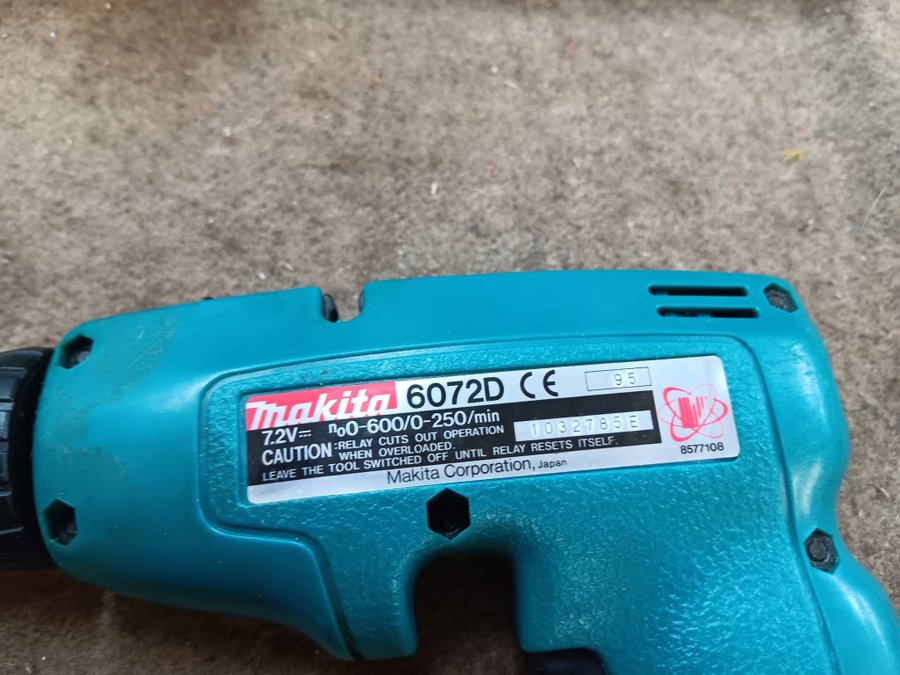 makita 6072D CE 95
7.2V⎓ n₀0-600/0-250/min 1032785E
CAUTION: RELAY CUTS OUT OPERATION
WHEN OVERLOADED.
LEAVE THE TOOL SWITCHED OFF UNTIL RELAY RESETS ITSELF.
8577108
Makita Corporation, Japan